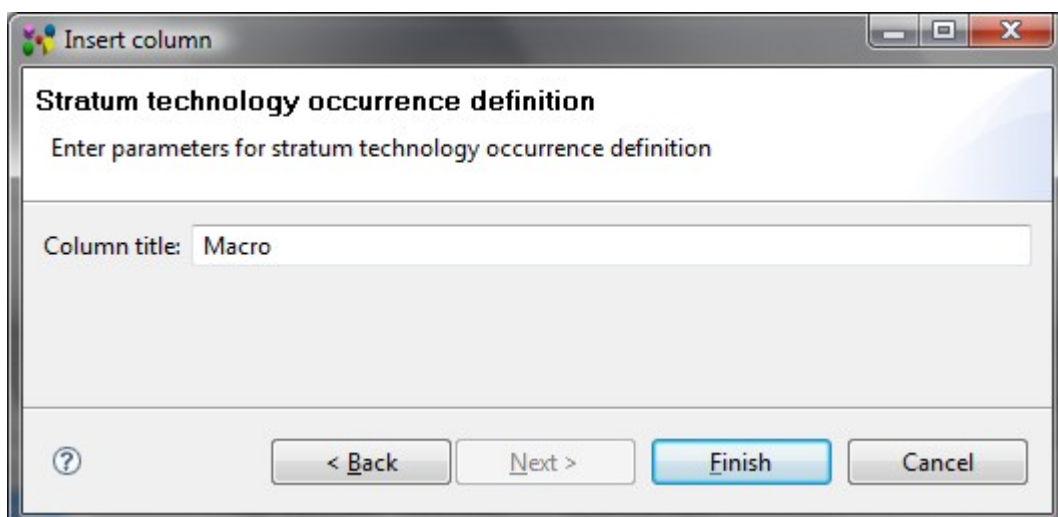 Insert column
Stratum technology occurrence definition
Enter parameters for stratum technology occurrence definition
Column title: Macro
< Back Next > Finish Cancel